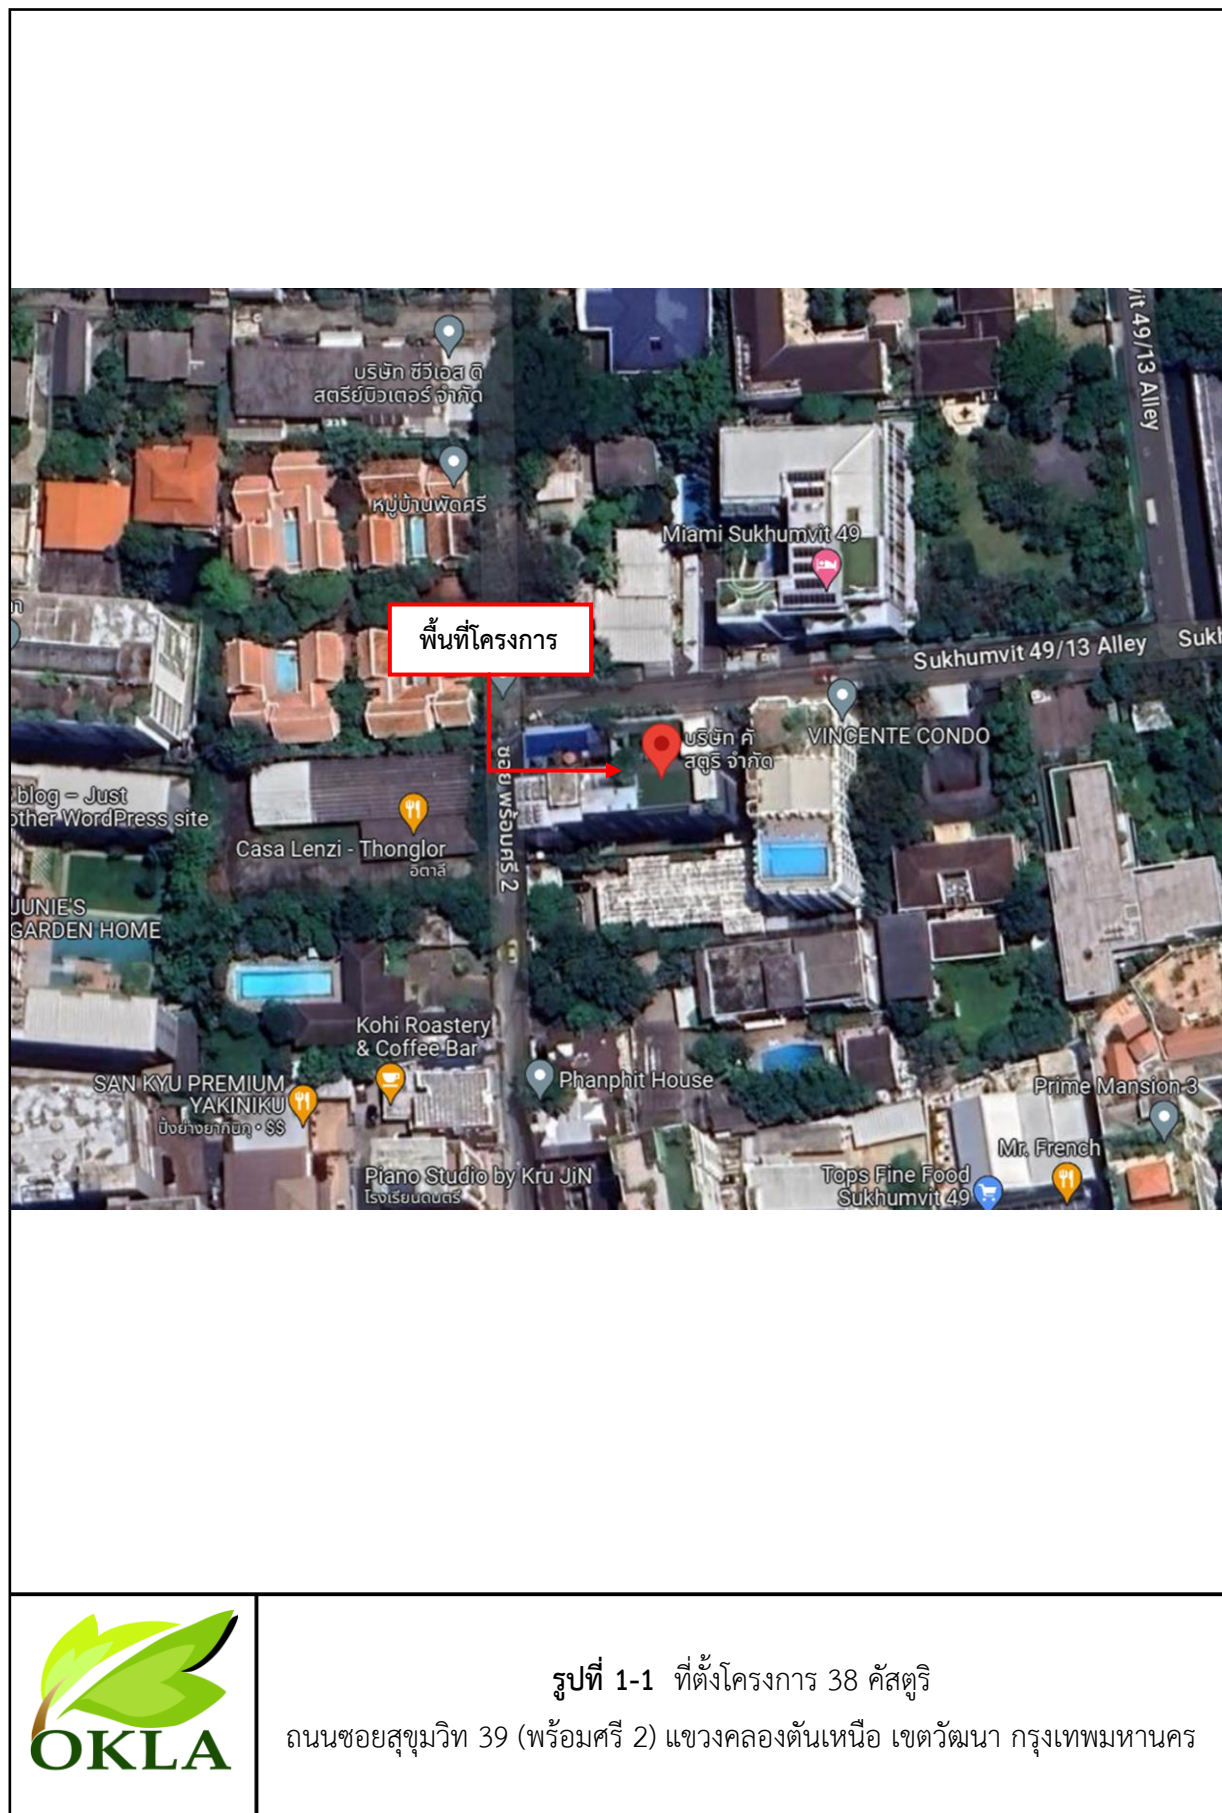 บริษัท ซีวีเอส ดิ
สตรีย์บิวเตอร์ จำกัด
vit 49/13 Alley
หมู่บ้านพัดศรี
Miami Sukhumvit 49
พื้นที่โครงการ
Sukhumvit 49/13 Alley
Sukh
บริษัท คั
สตูริ จำกัด
VINCENTE CONDO
ซอย พร้อมศรี 2
blog – Just
other WordPress site
Casa Lenzi - Thonglor
อิตาลี
JUNIE'S
GARDEN HOME
Kohi Roastery
& Coffee Bar
SAN KYU PREMIUM
YAKINIKU
ปิ้งย่างยากินิกุ • $$
Phanphit House
Prime Mansion 3
Mr. French
Piano Studio by Kru JiN
โรงเรียนดนตรี
Tops Fine Food
Sukhumvit 49
OKLA
รูปที่ 1-1 ที่ตั้งโครงการ 38 คัสตูริ
ถนนซอยสุขุมวิท 39 (พร้อมศรี 2) แขวงคลองตันเหนือ เขตวัฒนา กรุงเทพมหานคร